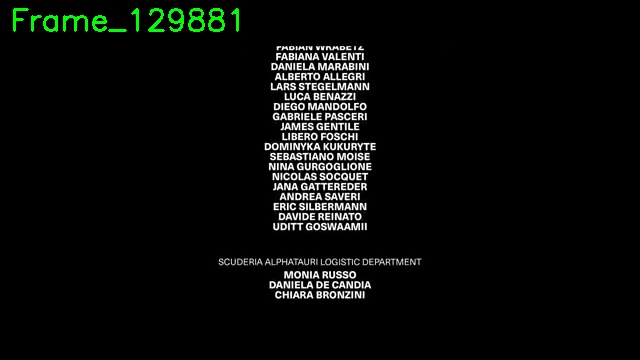 Frame_129881
FABIAN WRABETZ
FABIANA VALENTI
DANIELA MARABINI
ALBERTO ALLEGRI
LARS STEGELMANN
LUCA BENAZZI
DIEGO MANDOLFO
GABRIELE PASCERI
JAMES GENTILE
LIBERO FOSCHI
DOMINYKA KUKURYTE
SEBASTIANO MOISE
NINA GURGOGLIONE
NICOLAS SOCQUET
JANA GATTEREDER
ANDREA SAVERI
ERIC SILBERMANN
DAVIDE REINATO
UDITT GOSWAAMII
SCUDERIA ALPHATAURI LOGISTIC DEPARTMENT
MONIA RUSSO
DANIELA DE CANDIA
CHIARA BRONZINI